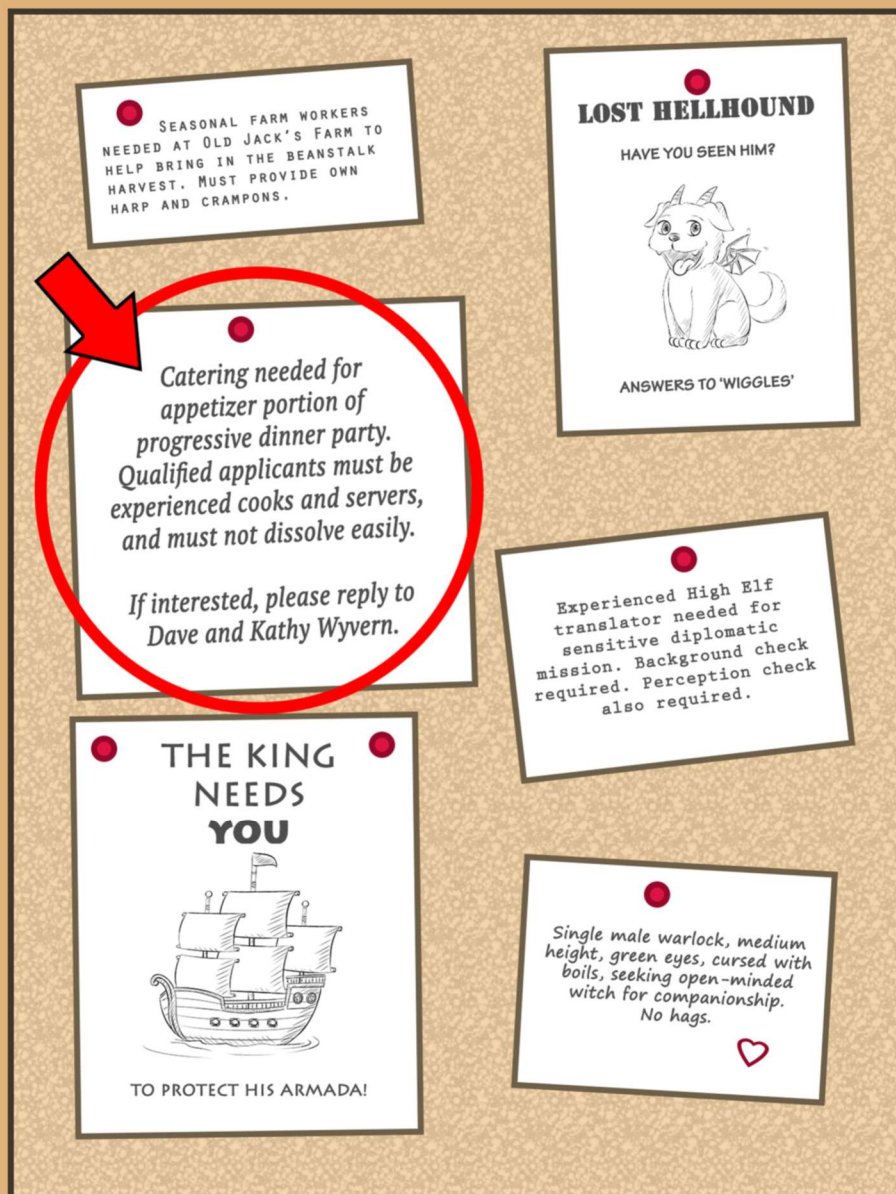 SEASONAL FARM WORKERS
NEEDED AT OLD JACK'S FARM TO
HELP BRING IN THE BEANSTALK
HARVEST. MUST PROVIDE OWN
HARP AND CRAMPONS.
LOST HELLHOUND
HAVE YOU SEEN HIM?
ANSWERS TO 'WIGGLES'
Catering needed for
appetizer portion of
progressive dinner party.
Qualified applicants must be
experienced cooks and servers,
and must not dissolve easily.
If interested, please reply to
Dave and Kathy Wyvern.
Experienced High Elf
translator needed for
sensitive diplomatic
mission. Background check
required. Perception check
also required.
THE KING
NEEDS
YOU
TO PROTECT HIS ARMADA!
Single male warlock, medium
height, green eyes, cursed with
boils, seeking open-minded
witch for companionship.
No hags.